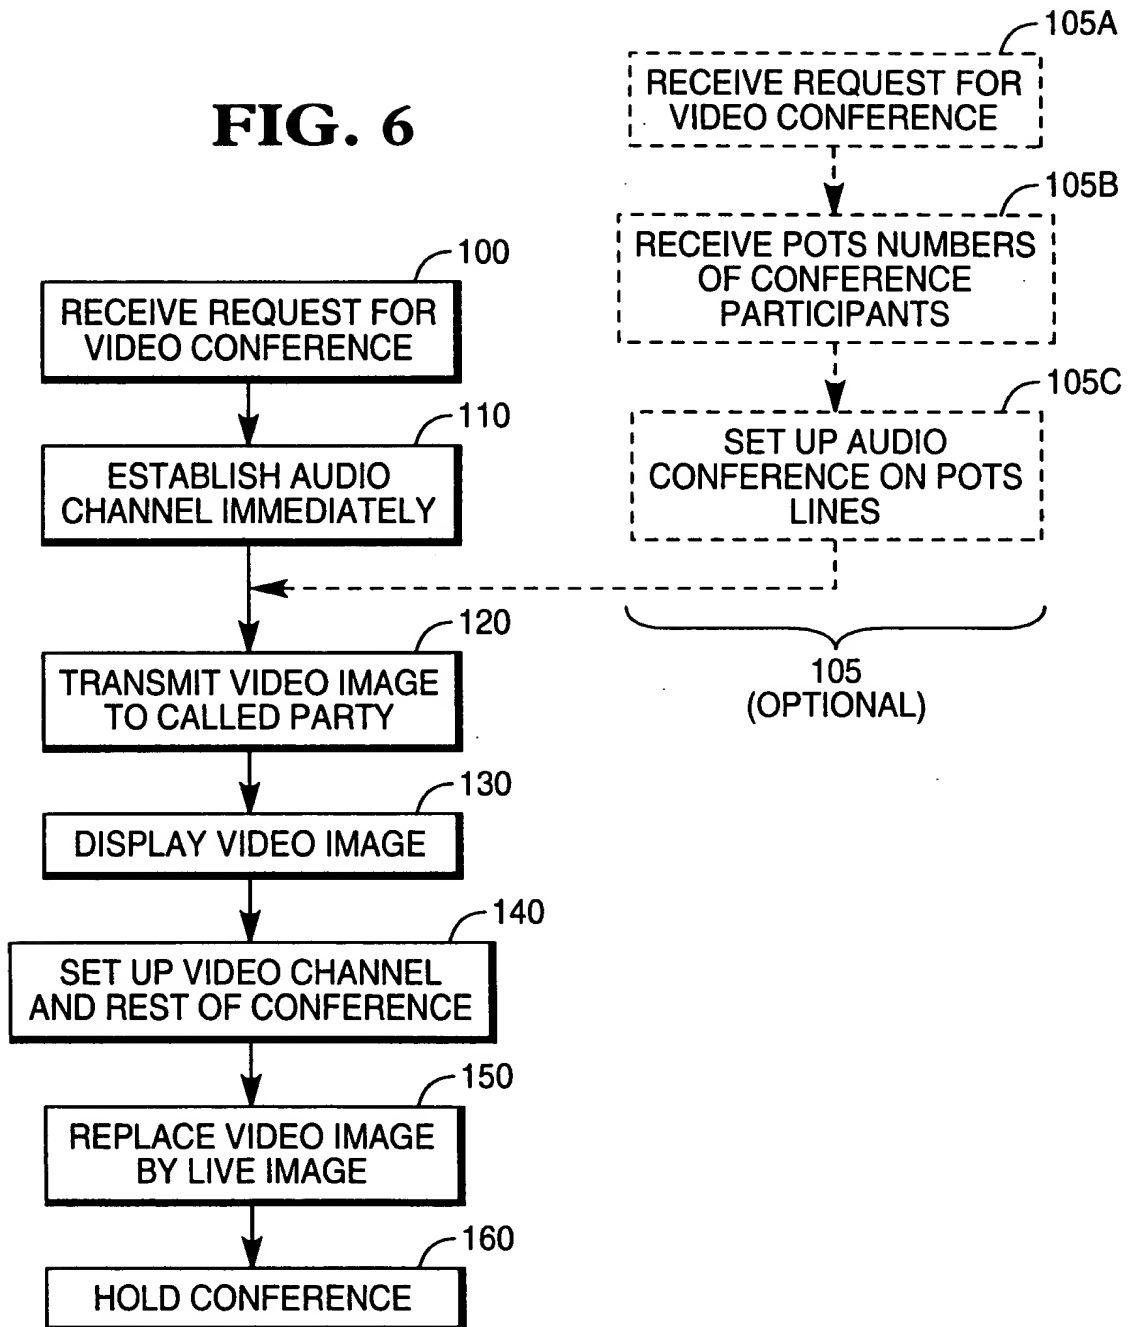 FIG. 6
100
RECEIVE REQUEST FOR
VIDEO CONFERENCE
110
ESTABLISH AUDIO
CHANNEL IMMEDIATELY
105A
RECEIVE REQUEST FOR
VIDEO CONFERENCE
105B
RECEIVE POTS NUMBERS
OF CONFERENCE
PARTICIPANTS
105C
SET UP AUDIO
CONFERENCE ON POTS
LINES
105
(OPTIONAL)
120
TRANSMIT VIDEO IMAGE
TO CALLED PARTY
130
DISPLAY VIDEO IMAGE
140
SET UP VIDEO CHANNEL
AND REST OF CONFERENCE
150
REPLACE VIDEO IMAGE
BY LIVE IMAGE
160
HOLD CONFERENCE